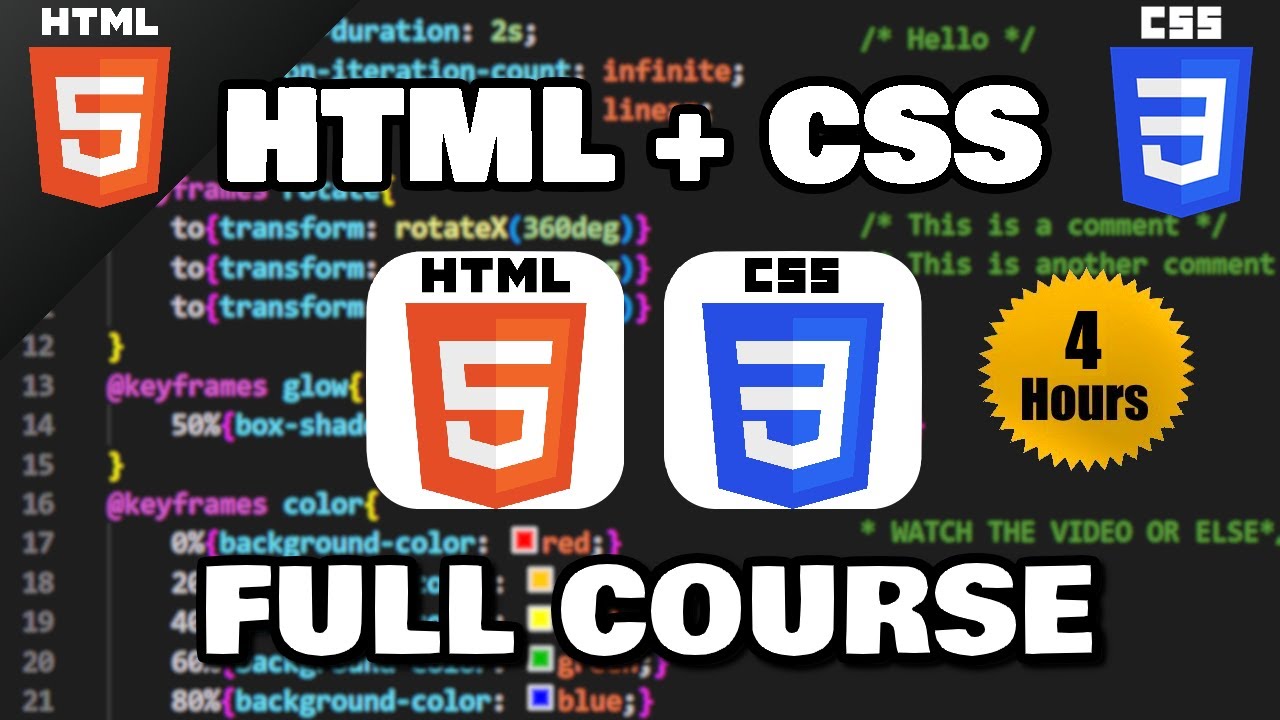 HTML
CSS
-duration: 2s;
-iteration-count: infinite;
/* Hello */
HTML + CSS
rotate{
to{transform: rotateX(360deg)}
/* This is a comment */
to{transform:
)}
This is another comment
to{transform
)}
HTML
CSS
4
Hours
12 }
13 @keyframes glow{
14 50%{box-shad
15 }
16 @keyframes color{
17 0%{background-color: red;}
* WATCH THE VIDEO OR ELSE*
18
FULL COURSE
19
20
21 80%{background-color: blue;}